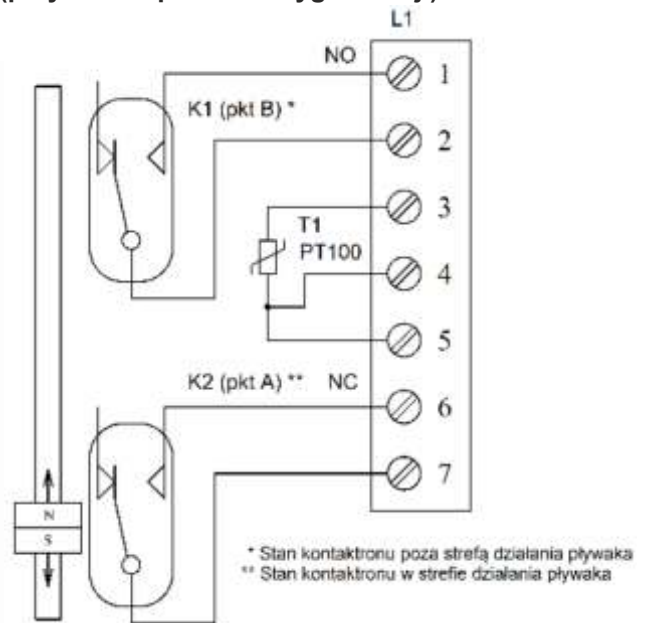 L1
NO
1
K1 (pkt B) *
2
3
T1
PT100
4
5
K2 (pkt A) ** NC
6
7
N
S
* Stan kontaktronu poza strefą działania pływaka
** Stan kontaktronu w strefie działania pływaka